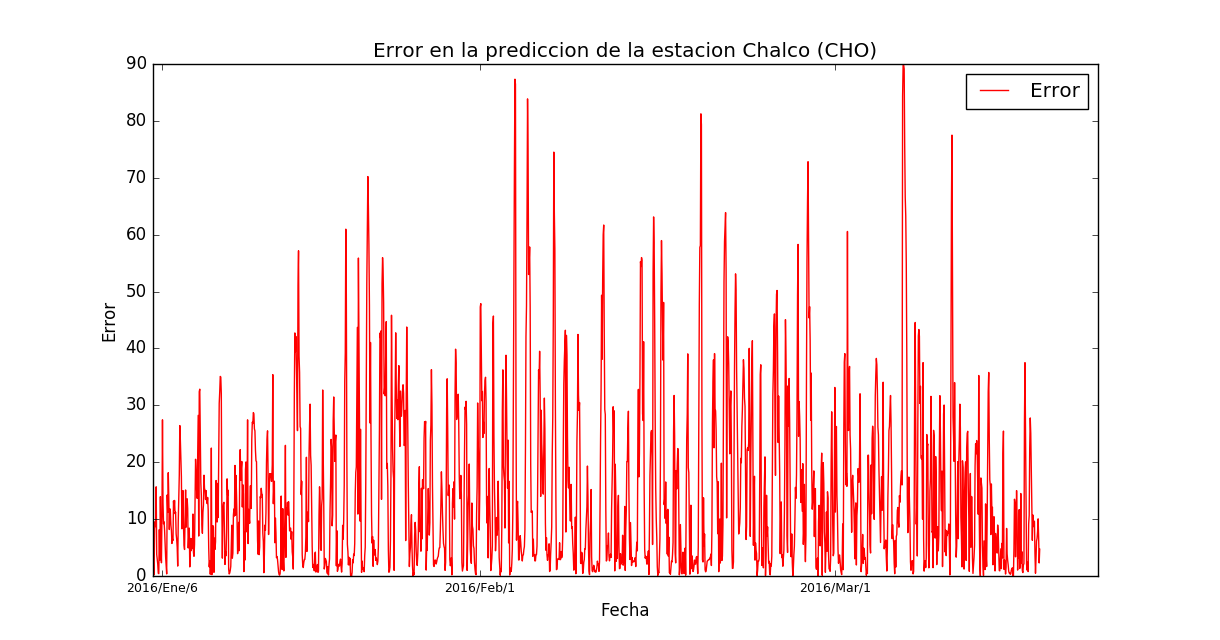 Error en la prediccion de la estacion Chalco (CHO)
Error
90
80
70
60
50
40
30
20
10
0
Error
2016/Ene/6 2016/Feb/1 2016/Mar/1
Fecha